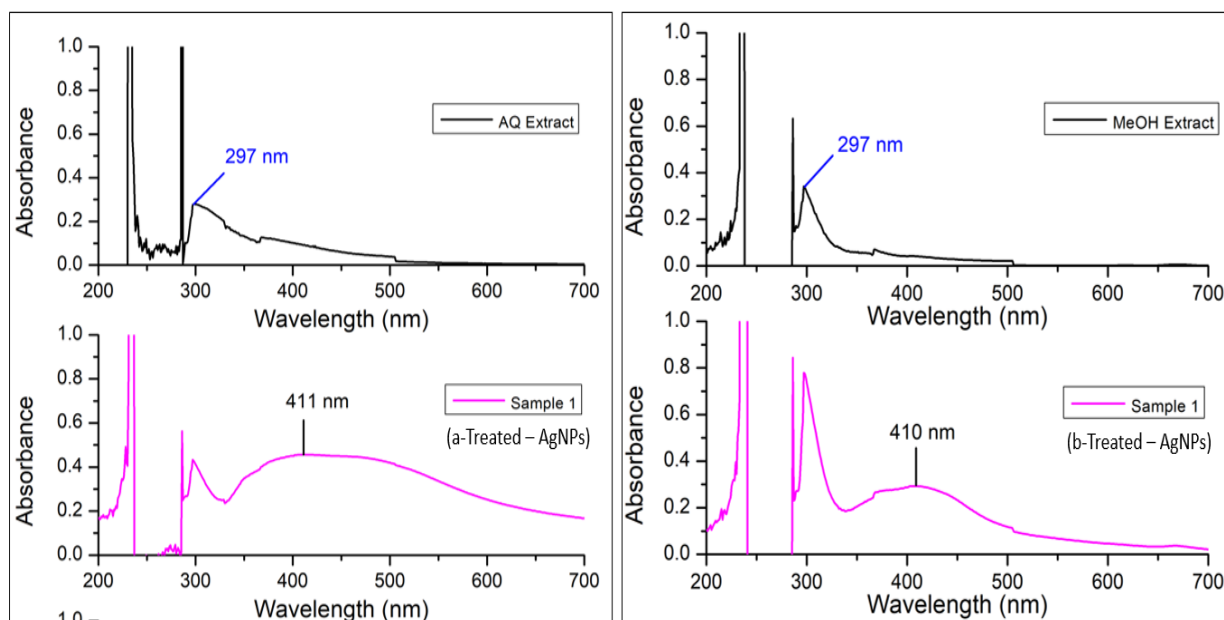 1.0
0.8
0.6
0.4
0.2
0.0
Absorbance
AQ Extract
297 nm
200 300 400 500 600 700
Wavelength (nm)
1.0
0.8
0.6
0.4
0.2
0.0
Absorbance
Sample 1
(a-Treated – AgNPs)
411 nm
200 300 400 500 600 700
Wavelength (nm)
1.0
1.0
0.8
0.6
0.4
0.2
0.0
Absorbance
MeOH Extract
297 nm
200 300 400 500 600 700
Wavelength (nm)
1.0
0.8
0.6
0.4
0.2
0.0
Absorbance
Sample 1
(b-Treated – AgNPs)
410 nm
200 300 400 500 600 700
Wavelength (nm)